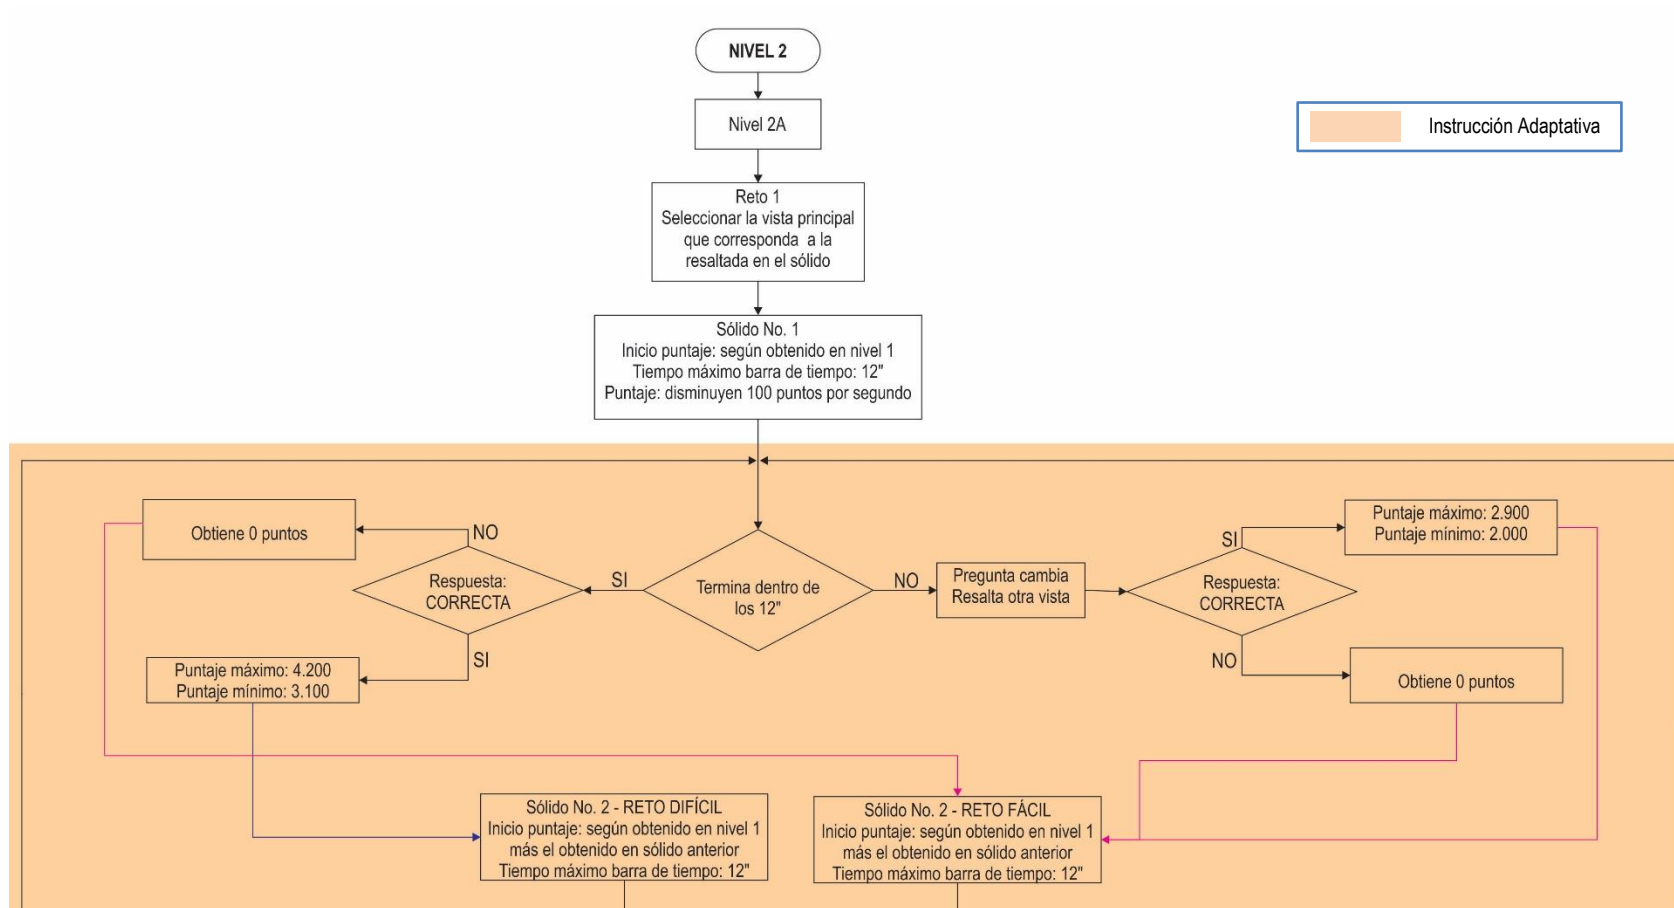 NIVEL 2
Nivel 2A
Instrucción Adaptativa
Reto 1
Seleccionar la vista principal
que corresponda a la
resaltada en el sólido
Sólido No. 1
Inicio puntaje: según obtenido en nivel 1
Tiempo máximo barra de tiempo: 12"
Puntaje: disminuyen 100 puntos por segundo
Obtiene 0 puntos
NO
Respuesta:
CORRECTA
SI
Puntaje máximo: 4.200
Puntaje mínimo: 3.100
SI
Termina dentro de
los 12"
NO
Pregunta cambia
Resalta otra vista
Respuesta:
CORRECTA
SI
Puntaje máximo: 2.900
Puntaje mínimo: 2.000
NO
Obtiene 0 puntos
Sólido No. 2 - RETO DIFÍCIL
Inicio puntaje: según obtenido en nivel 1
más el obtenido en sólido anterior
Tiempo máximo barra de tiempo: 12"
Sólido No. 2 - RETO FÁCIL
Inicio puntaje: según obtenido en nivel 1
más el obtenido en sólido anterior
Tiempo máximo barra de tiempo: 12"